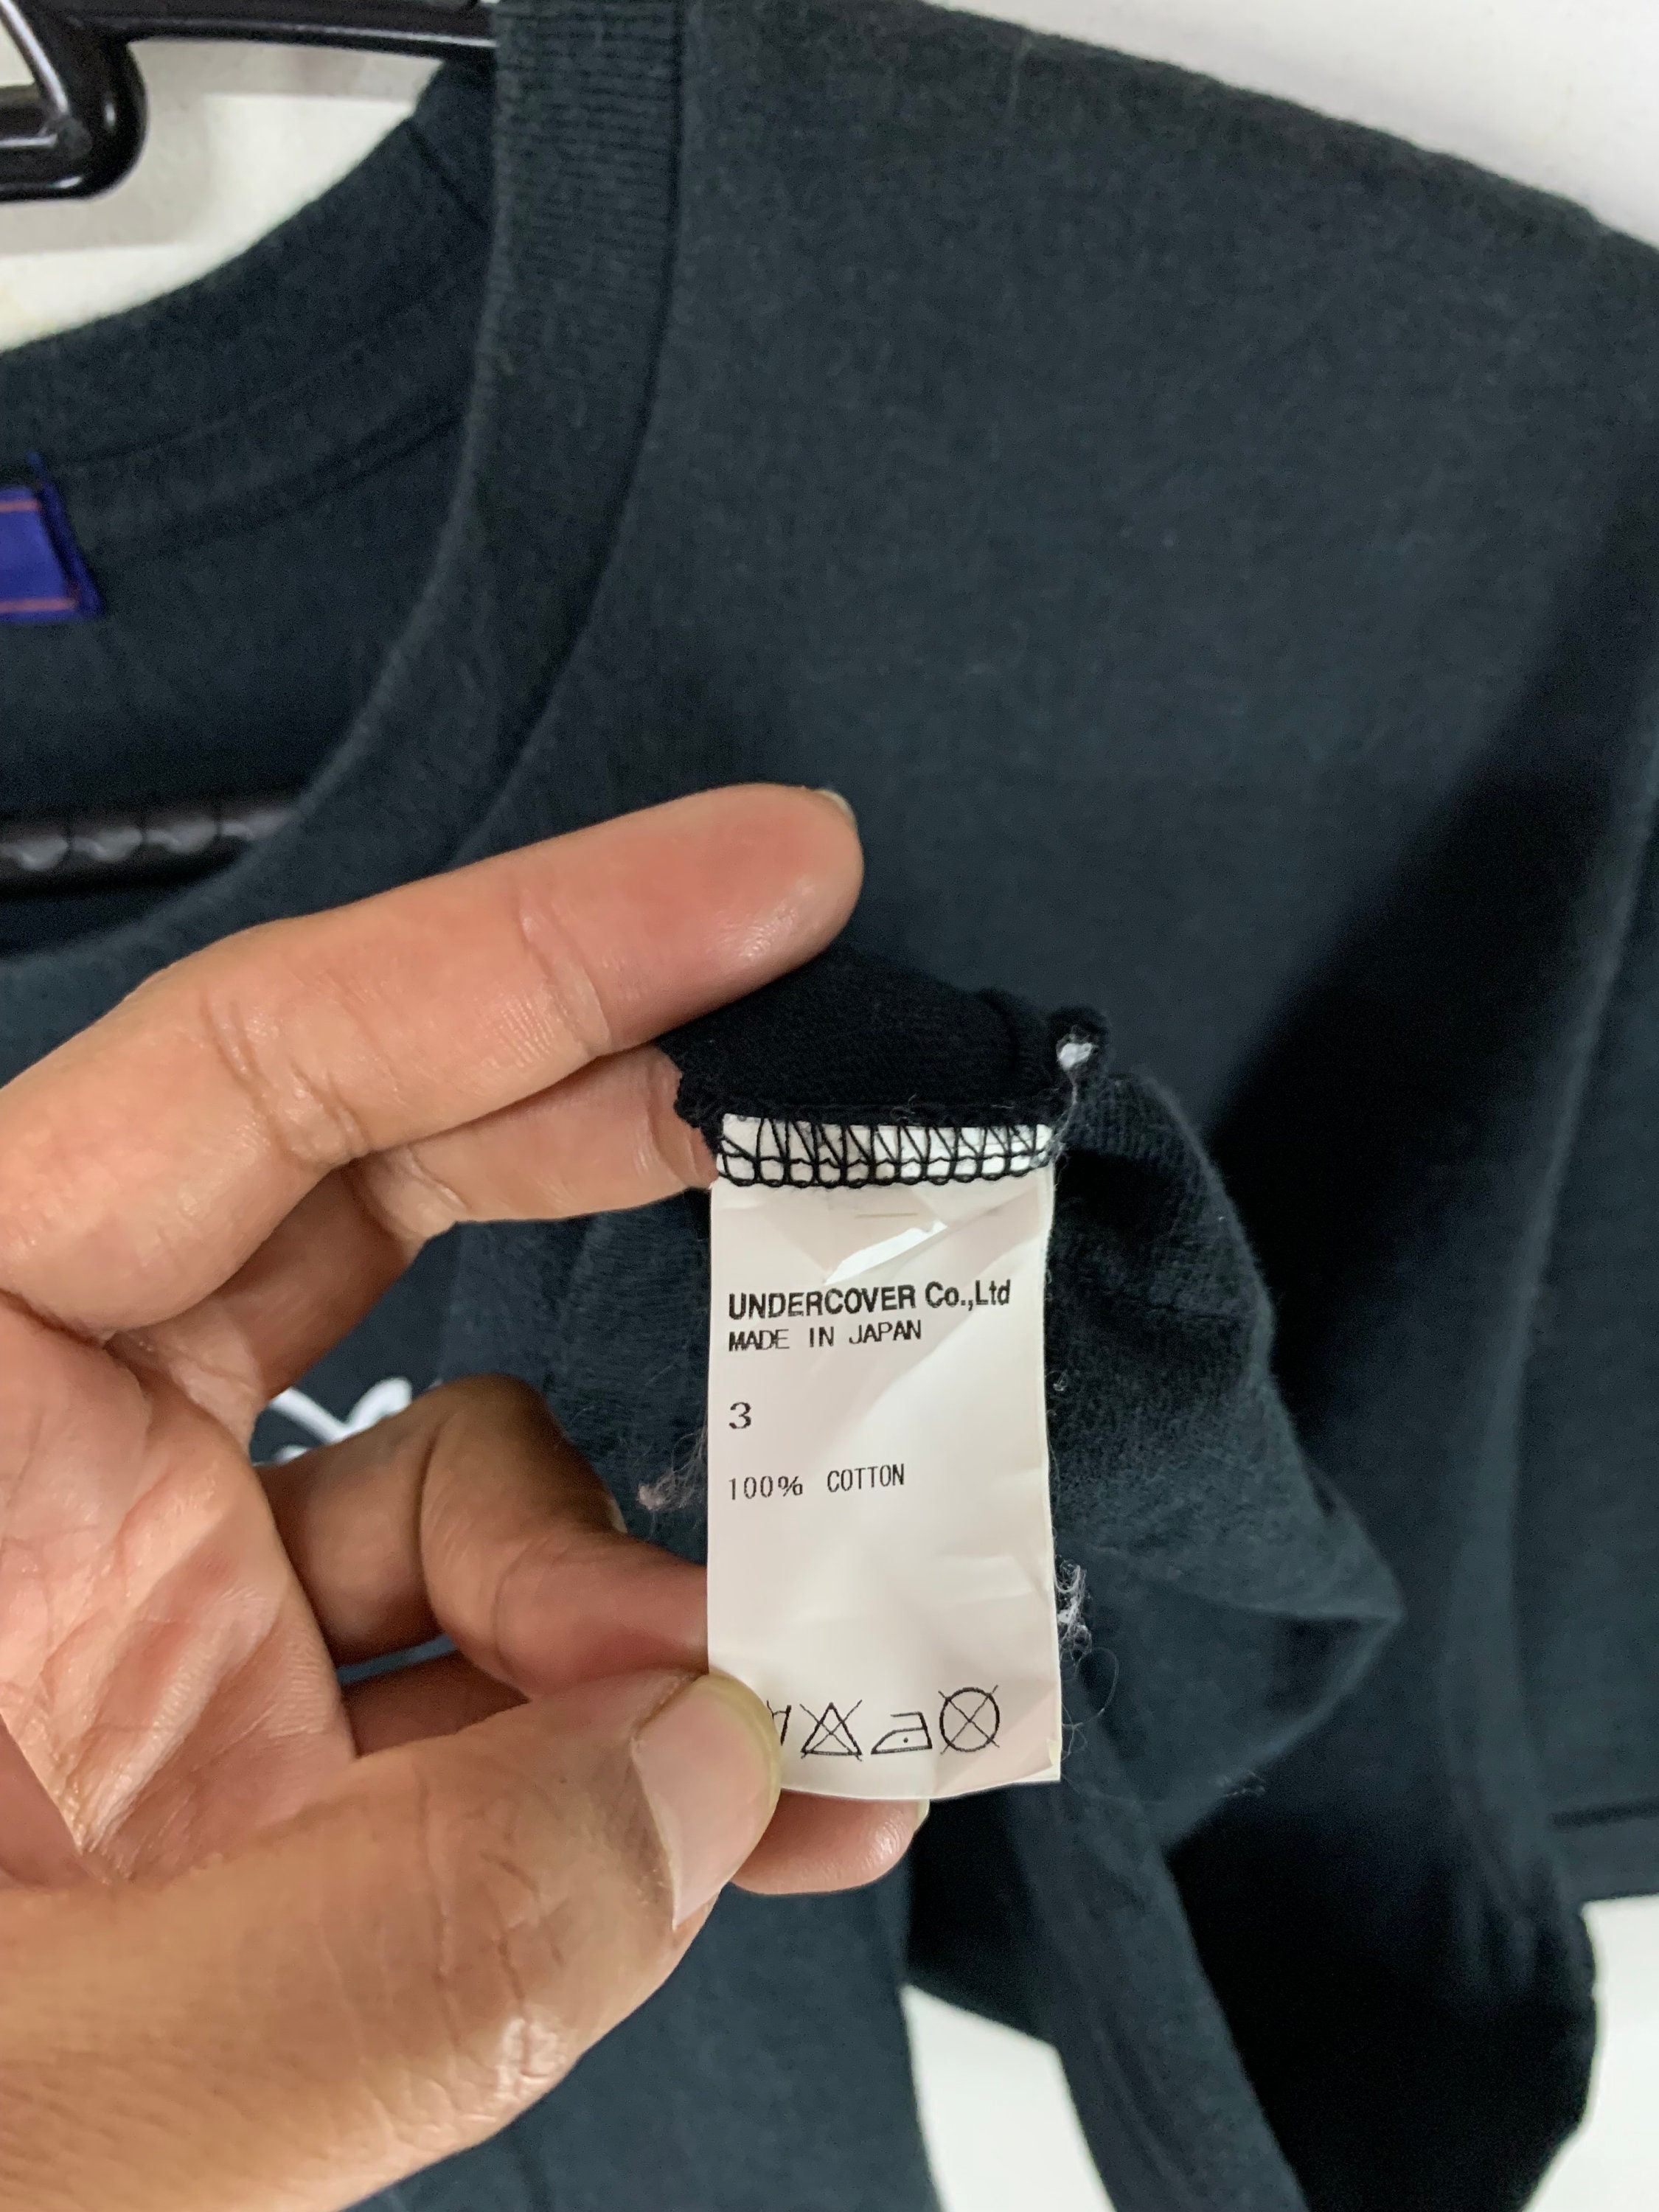 UNDERCOVER Co.,Ltd
MADE IN JAPAN
3
100% COTTON